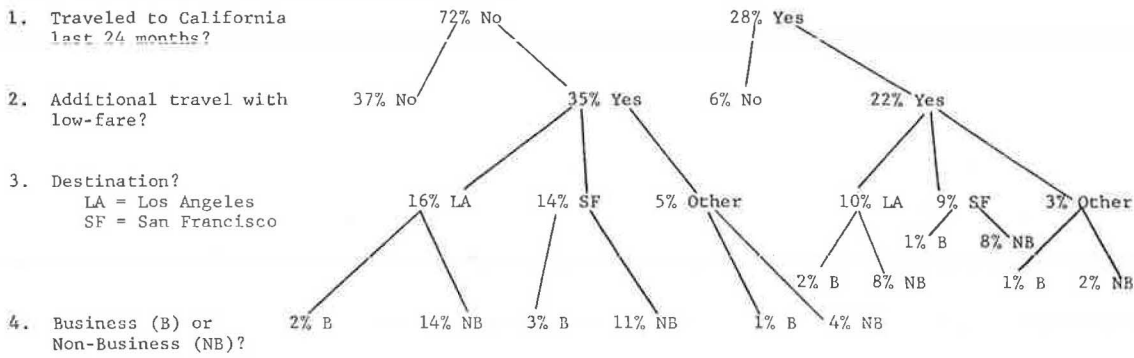 1. Traveled to California 72% No 28% Yes
last 24 months?
2. Additional travel with 37% No 35% Yes 6% No 22% Yes
low-fare?
3. Destination?
LA = Los Angeles 16% LA 14% SF 5% Other 10% LA 9% SF 3% Other
SF = San Francisco
1% B 8% NB
2% B 8% NB 1% B 2% NB
4. Business (B) or 2% B 14% NB 3% B 11% NB 1% B 4% NB
Non-Business (NB)?